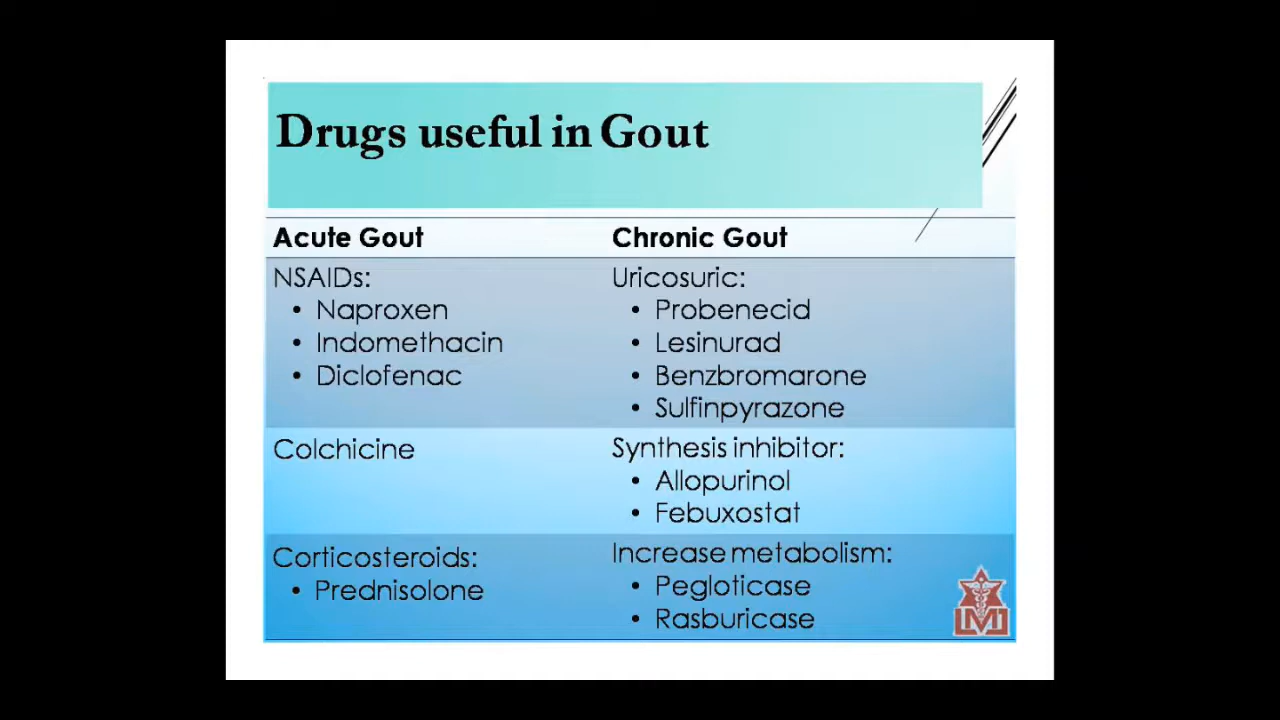 Drugs useful in Gout
Acute Gout
Chronic Gout
NSAIDs:
• Naproxen
• Indomethacin
• Diclofenac
Uricosuric:
• Probenecid
• Lesinurad
• Benzbromarone
• Sulfinpyrazone
Colchicine
Synthesis inhibitor:
• Allopurinol
• Febuxostat
Corticosteroids:
• Prednisolone
Increase metabolism:
• Pegloticase
• Rasburicase